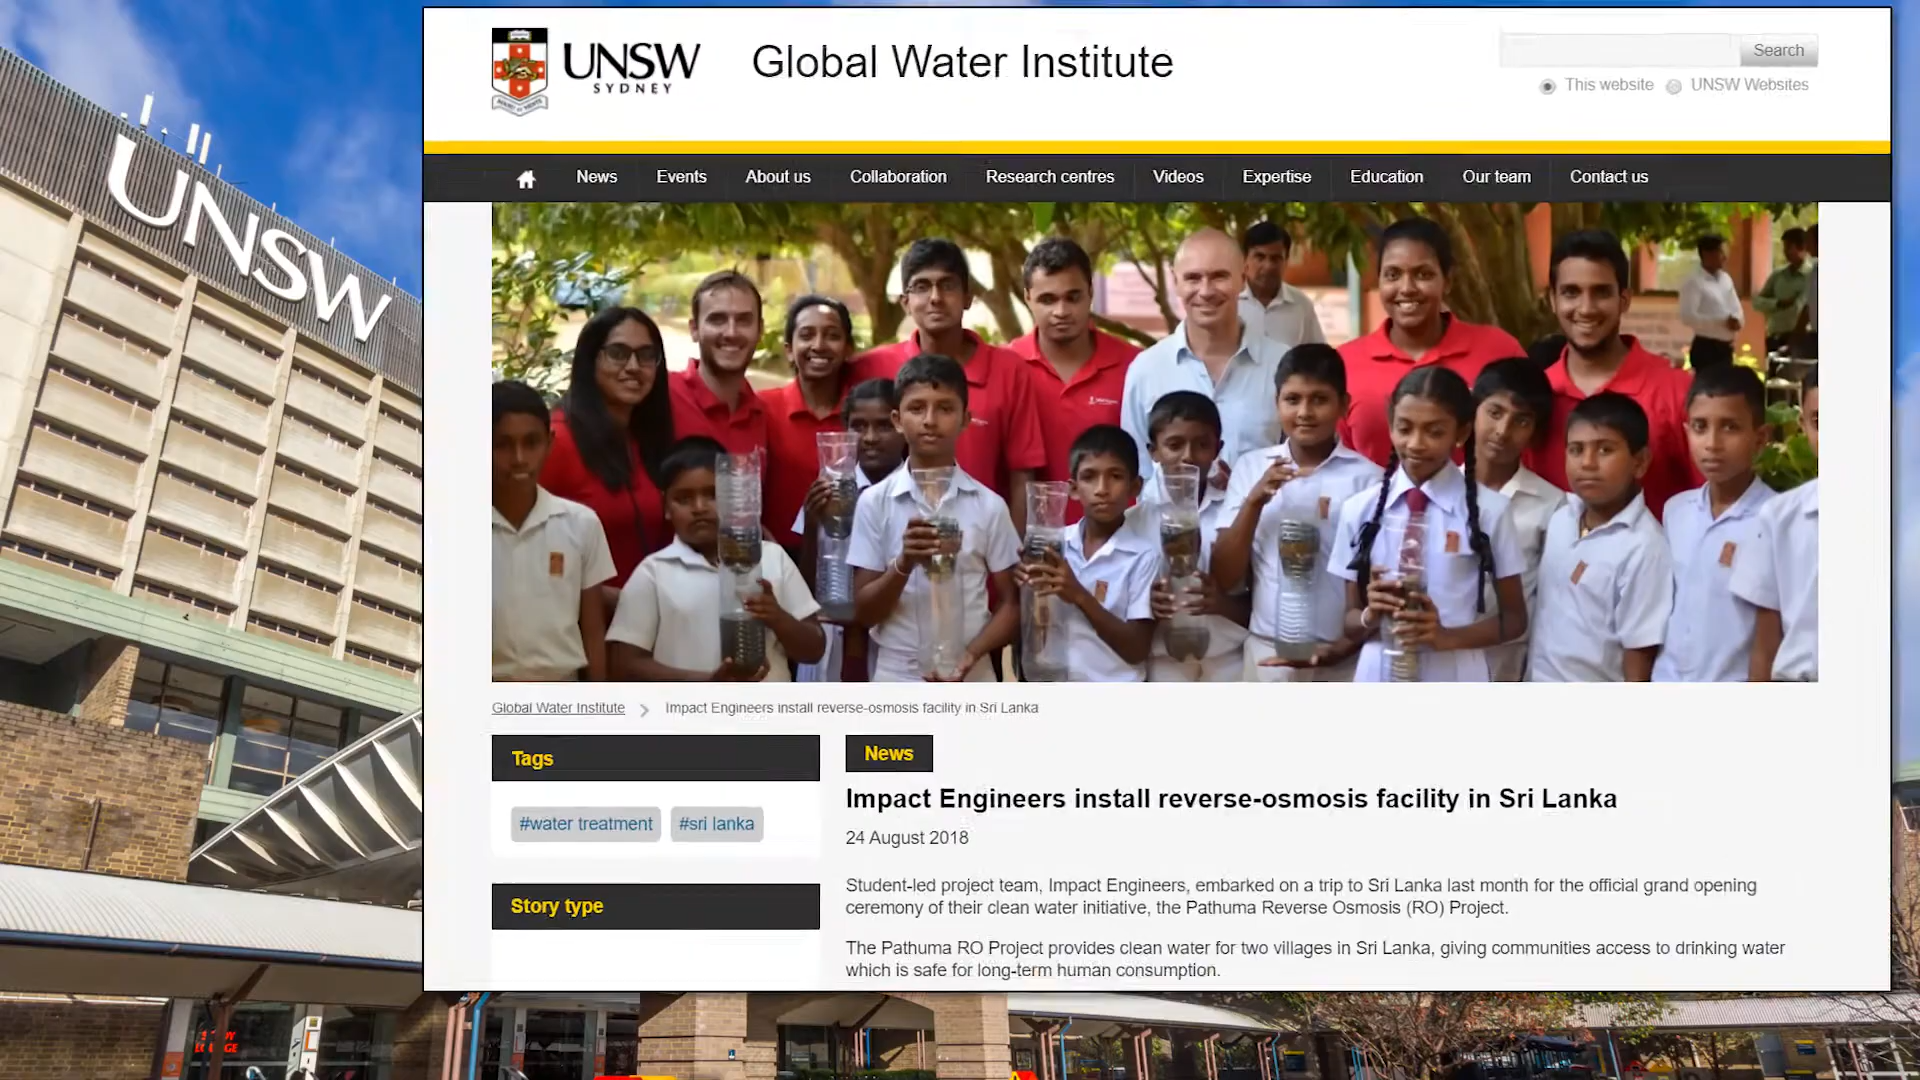 UNSW
UNSW
SYDNEY
Global Water Institute
Search
This website
UNSW Websites
News
Events
About us
Collaboration
Research centres
Videos
Expertise
Education
Our team
Contact us
Global Water Institute
Impact Engineers install reverse-osmosis facility in Sri Lanka
Tags
#water treatment
#sri lanka
Story type
News
Impact Engineers install reverse-osmosis facility in Sri Lanka
24 August 2018
Student-led project team, Impact Engineers, embarked on a trip to Sri Lanka last month for the official grand opening
ceremony of their clean water initiative, the Pathuma Reverse Osmosis (RO) Project.
The Pathuma RO Project provides clean water for two villages in Sri Lanka, giving communities access to drinking water
which is safe for long-term human consumption.